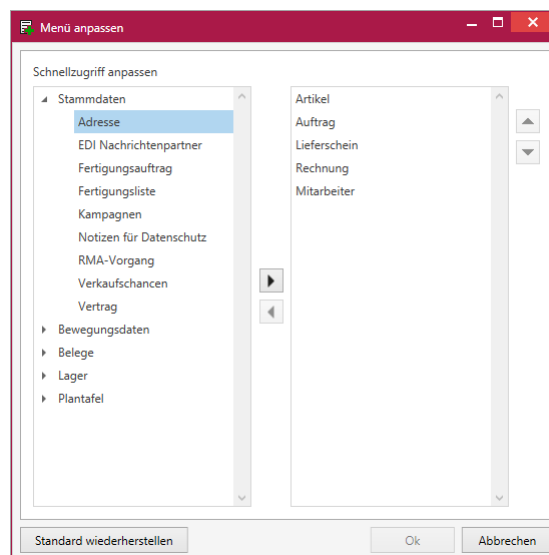 Menü anpassen
Schnellzugriff anpassen
Stammdaten
Adresse
EDI Nachrichtenpartner
Fertigungsauftrag
Fertigungsliste
Kampagnen
Notizen für Datenschutz
RMA-Vorgang
Verkaufschancen
Vertrag
Bewegungsdaten
Belege
Lager
Plantafel
Artikel
Auftrag
Lieferschein
Rechnung
Mitarbeiter
Standard wiederherstellen
Ok
Abbrechen